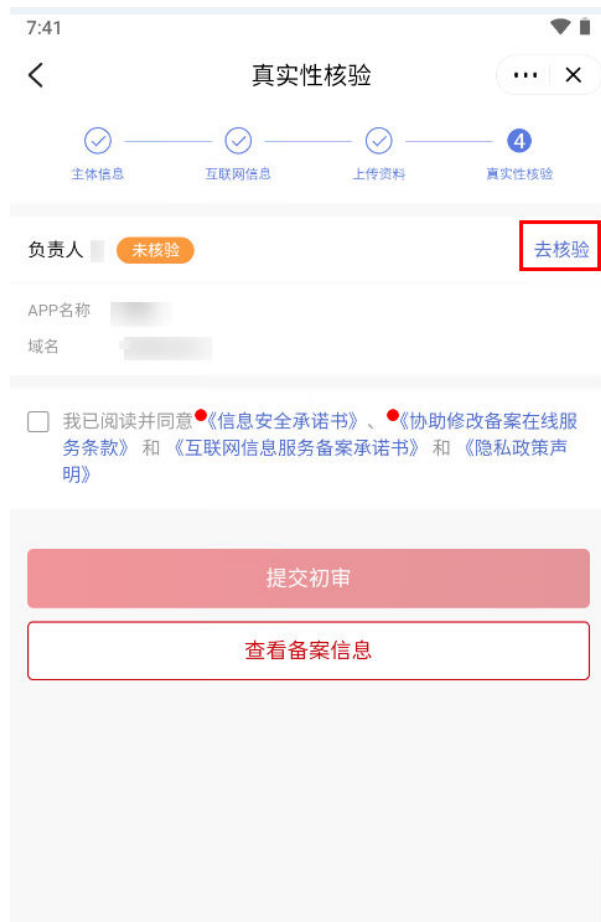 7:41
真实性核验
4
主体信息 互联网信息 上传资料 真实性核验
负责人 未核验 去核验
APP名称
域名
我已阅读并同意《信息安全承诺书》、《协助修改备案在线服
务条款》 和 《互联网信息服务备案承诺书》 和 《隐私政策声
明》
提交初审
查看备案信息